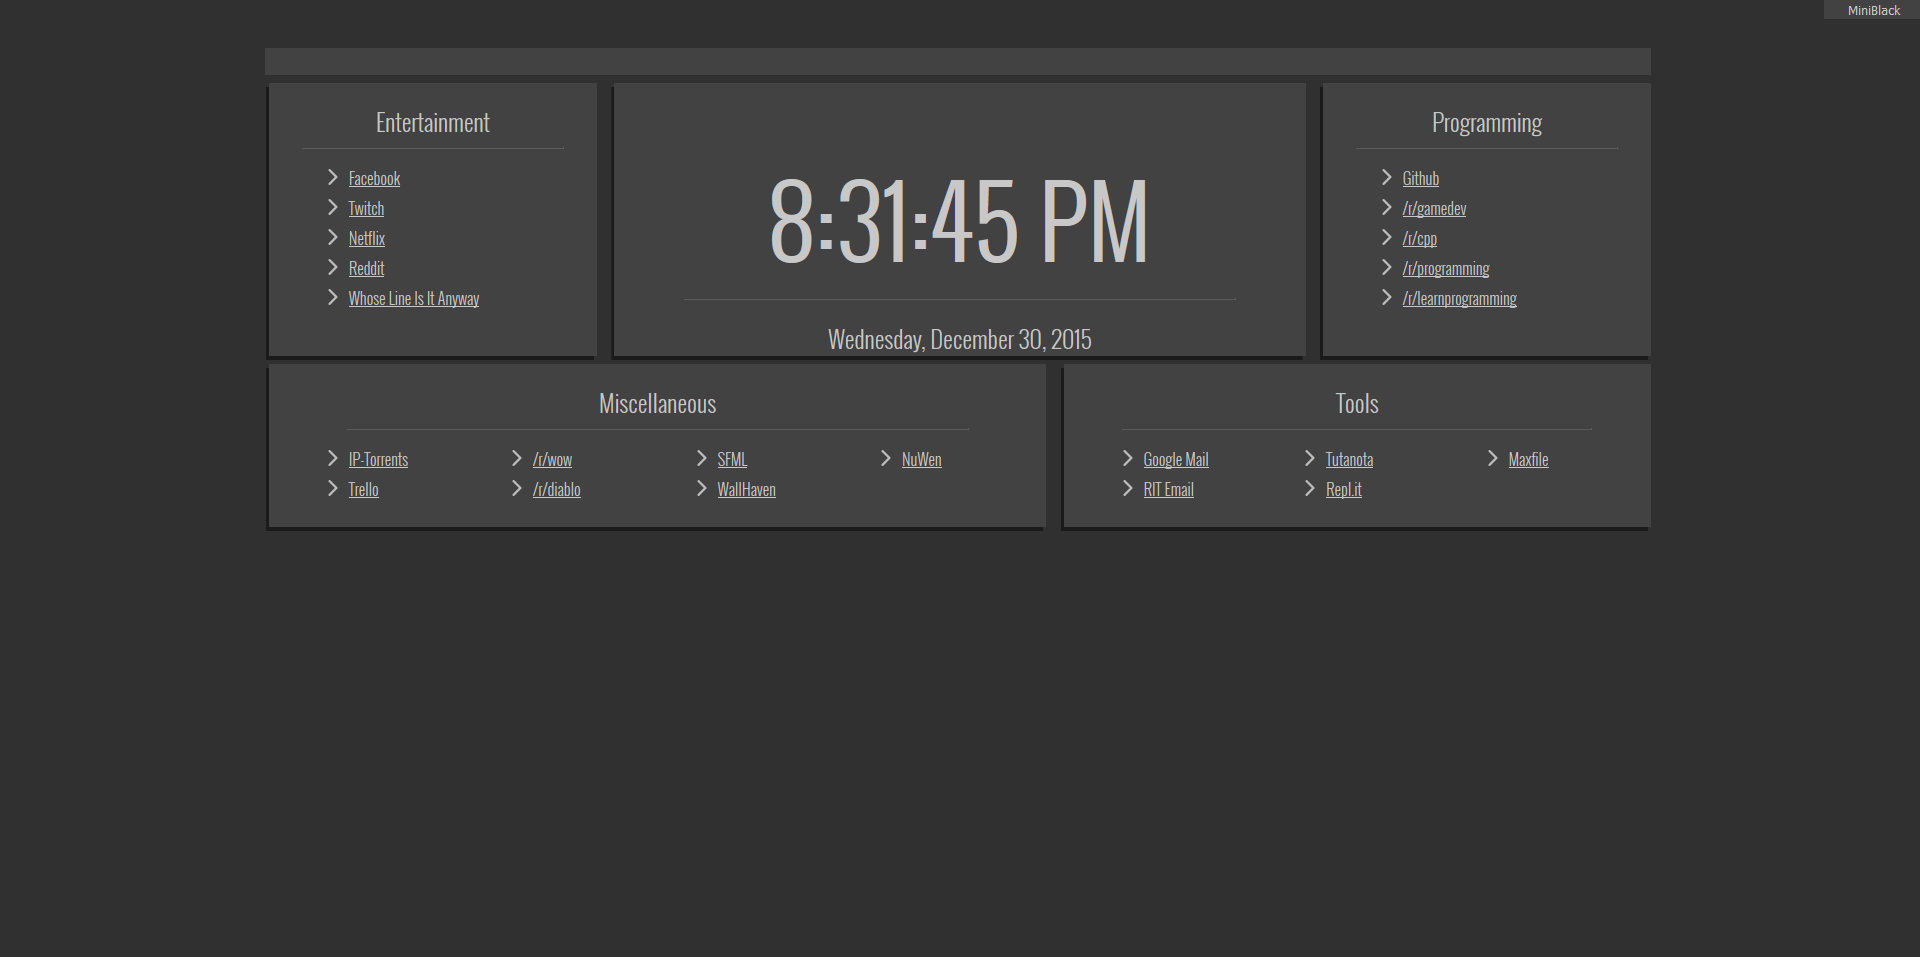 MiniBlack
Entertainment
Facebook
Twitch
Netflix
Reddit
Whose Line Is It Anyway
8:31:45 PM
Wednesday, December 30, 2015
Programming
Github
/r/gamedev
/r/cpp
/r/programming
/r/learnprogramming
Miscellaneous
IP-Torrents
/r/wow
SFML
NuWen
Trello
/r/diablo
WallHaven
Tools
Google Mail
Tutanota
Maxfile
RIT Email
Repl.it